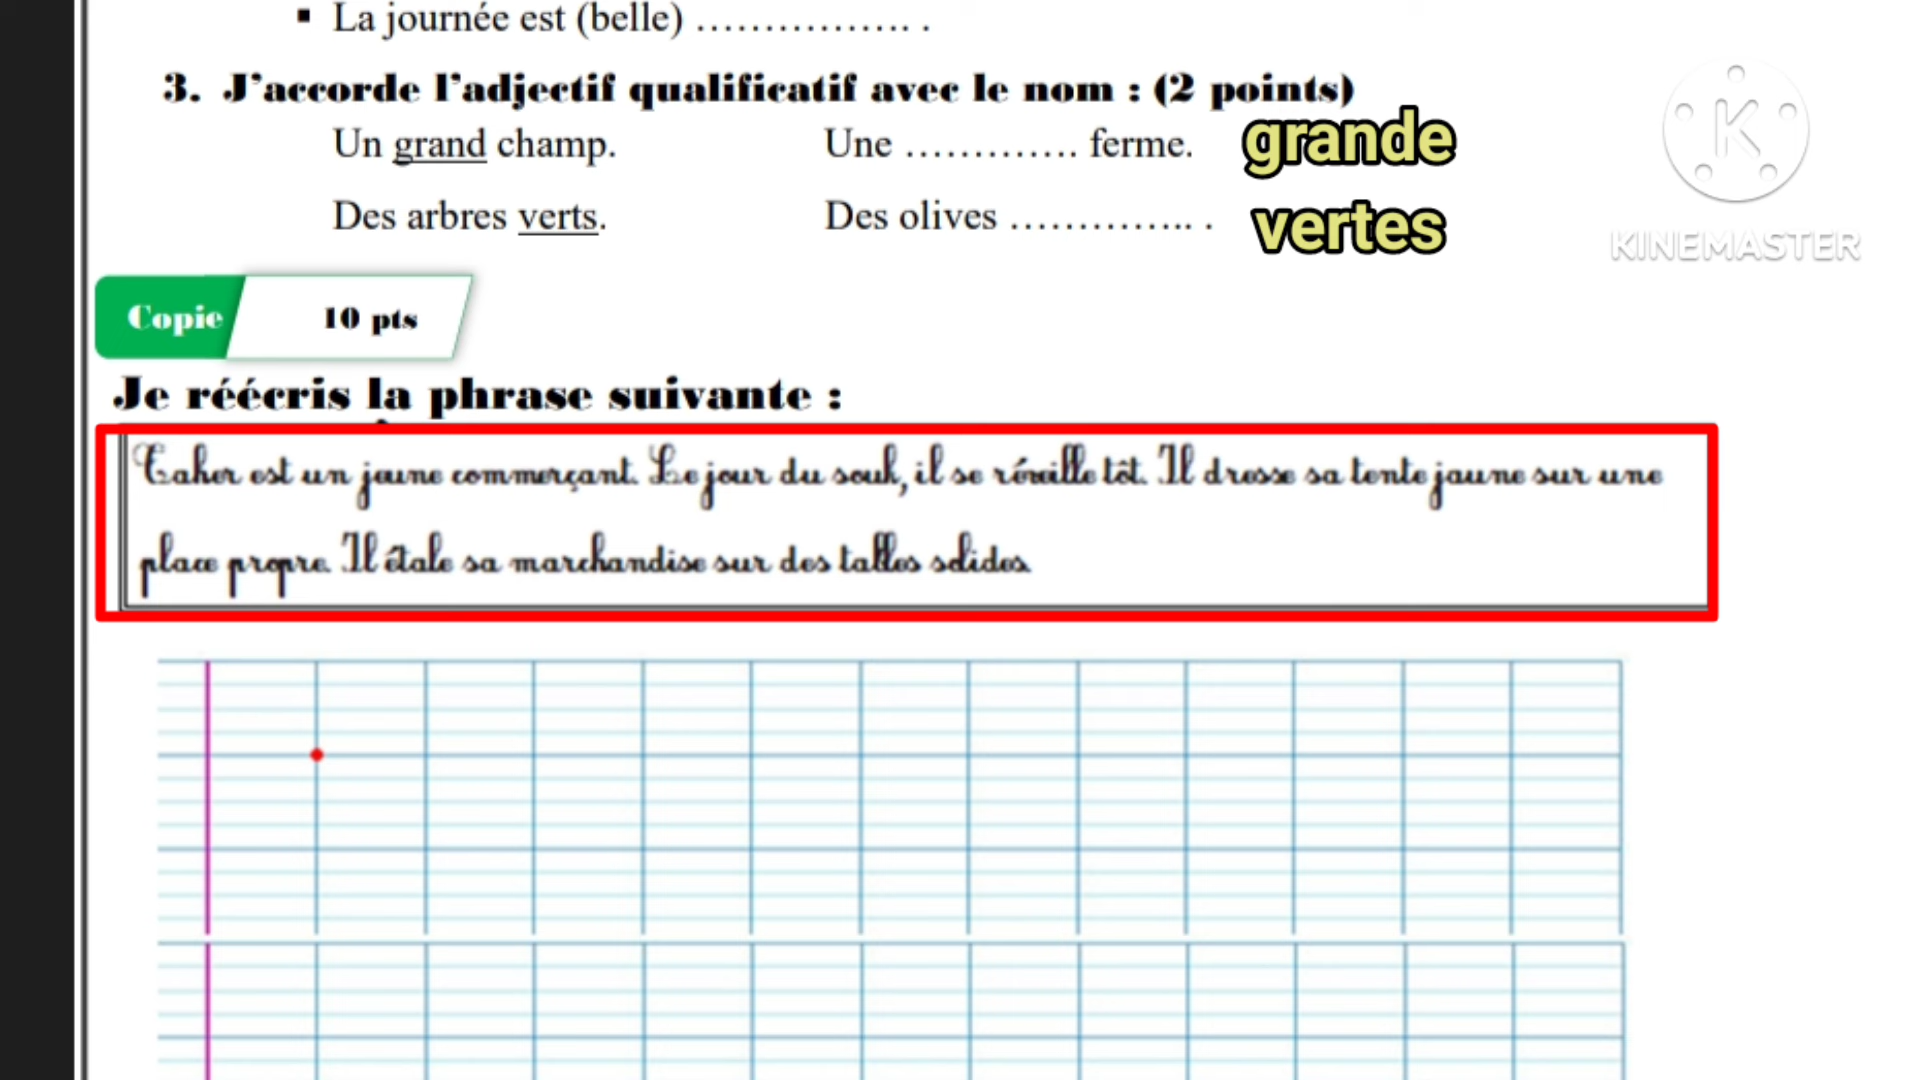 ▪ La journée est (belle) ……………. .
3. J'accorde l'adjectif qualificatif avec le nom : (2 points)
Un grand champ. Une …………. ferme. grande
Des arbres verts. Des olives ………….. . vertes
KINEMASTER
Copie 10 pts
Je réécris la phrase suivante :
Taher est un jeune commerçant. Le jour du souk, il se réveille tôt. Il dresse sa tente jaune sur une
place propre. Il étale sa marchandise sur des tables solides.